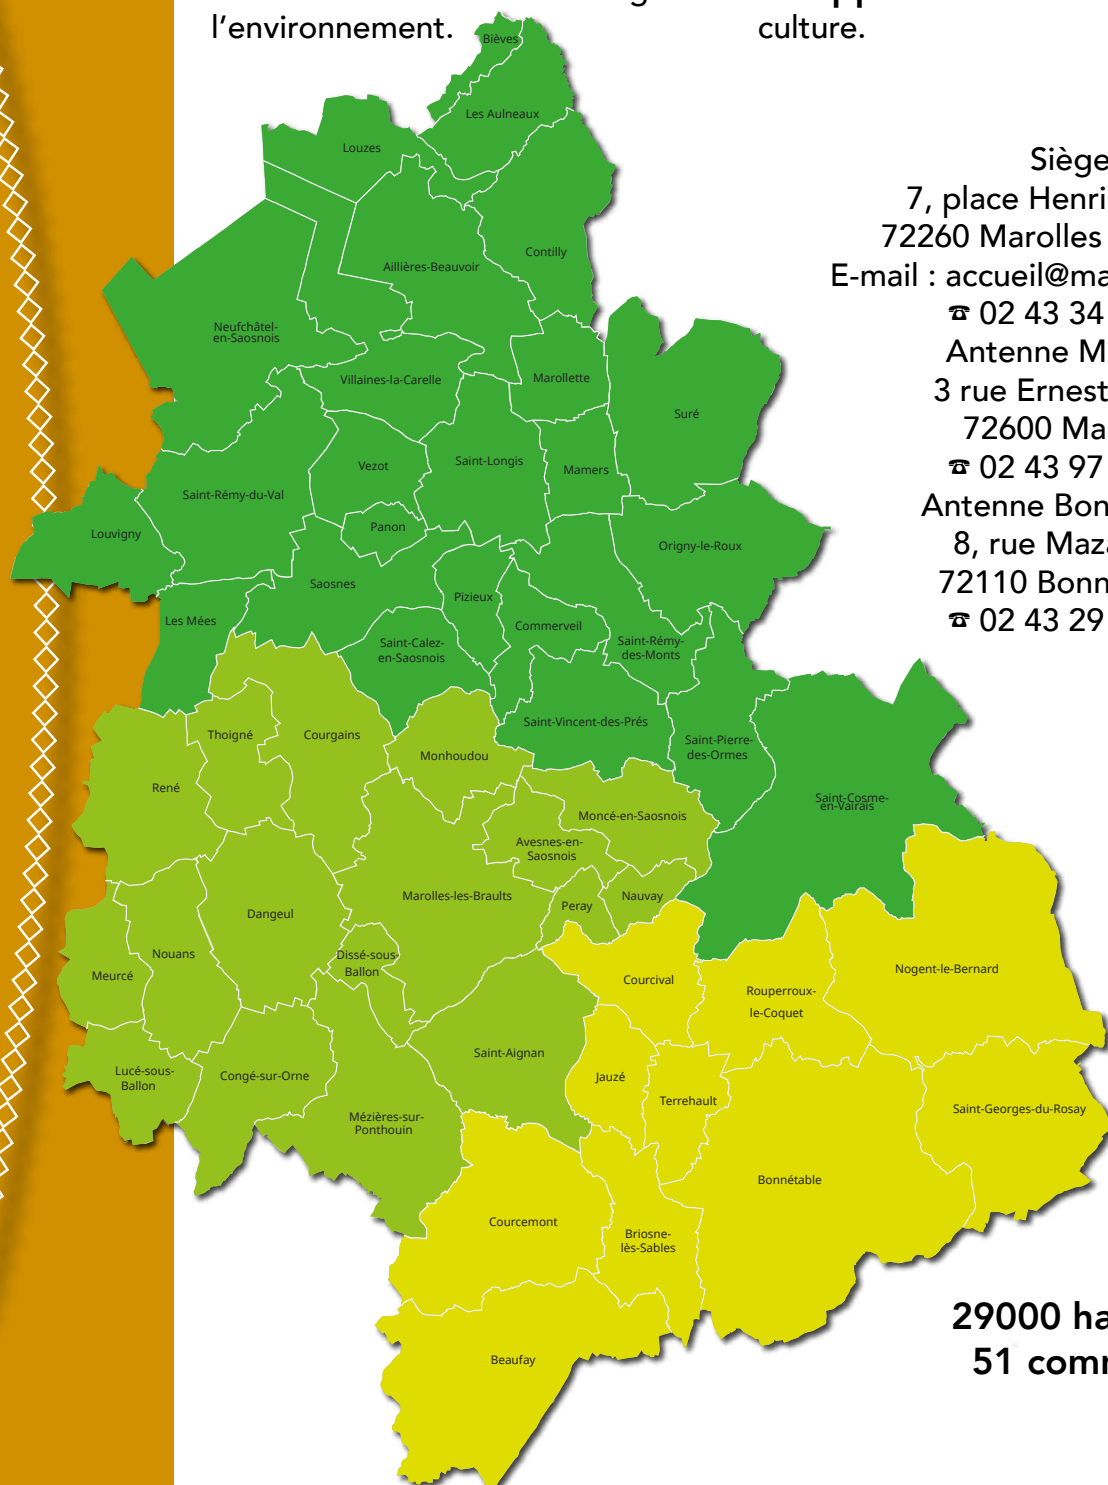 l’environnement.
culture.
Bièves
Les Aulneaux
Louzes
Siège
7, place Henri
72260 Marolles
E-mail : accueil@ma
☎ 02 43 34
Antenne M
3 rue Ernest
72600 Ma
☎ 02 43 97
Antenne Bon
8, rue Maza
72110 Bonn
☎ 02 43 29
Contilly
Aillières-Beauvoir
Neufchâtel-
en-Saosnois
Villaines-la-Carelle
Marollette
Suré
Vezot
Saint-Longis
Mamers
Saint-Rémy-du-Val
Panon
Louvigny
Origny-le-Roux
Saosnes
Pizieux
Les Mées
Commerveil
Saint-Calez-
en-Saosnois
Saint-Rémy-
des-Monts
Saint-Vincent-des-Prés
Saint-Pierre-
des-Ormes
Thoigné
Courgains
Monhoudou
René
Saint-Cosme-
en-Vairais
Moncé-en-Saosnois
Avesnes-en-
Saosnois
Marolles-les-Braults
Nauvay
Peray
Dangeul
Nouans
Dissé-sous-
Ballon
Meurcé
Courcival
Rouperroux-
le-Coquet
Nogent-le-Bernard
Saint-Aignan
Lucé-sous-
Ballon
Congé-sur-Orne
Jauzé
Terrehault
Saint-Georges-du-Rosay
Mézières-sur-
Ponthouin
Bonnétable
Courcemont
Briosne-
lès-Sables
Beaufay
29000 ha
51 comm